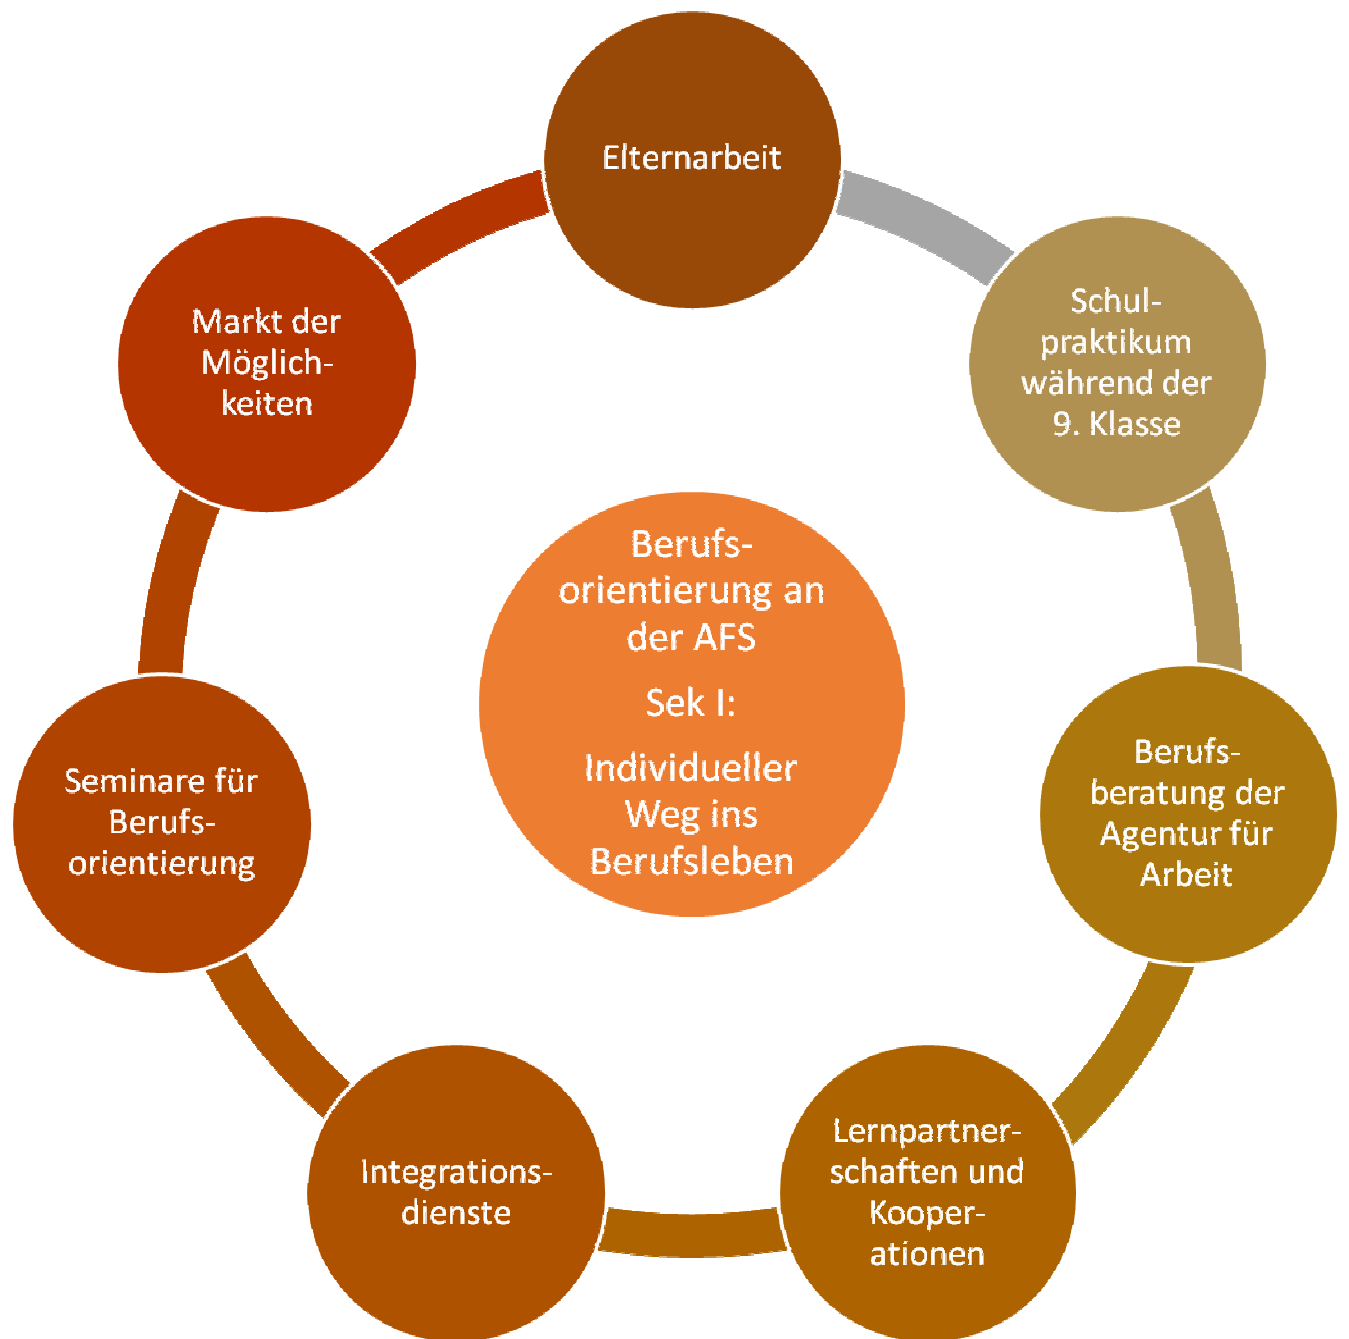 Elternarbeit
Schul-
praktikum
während der
9. Klasse
Berufs-
beratung der
Agentur für
Arbeit
Lernpartner-
schaften und
Kooper-
ationen
Integrations-
dienste
Seminare für
Berufs-
orientierung
Markt der
Möglich-
keiten
Berufs-
orientierung an
der AFS
Sek I:
Individueller
Weg ins
Berufsleben